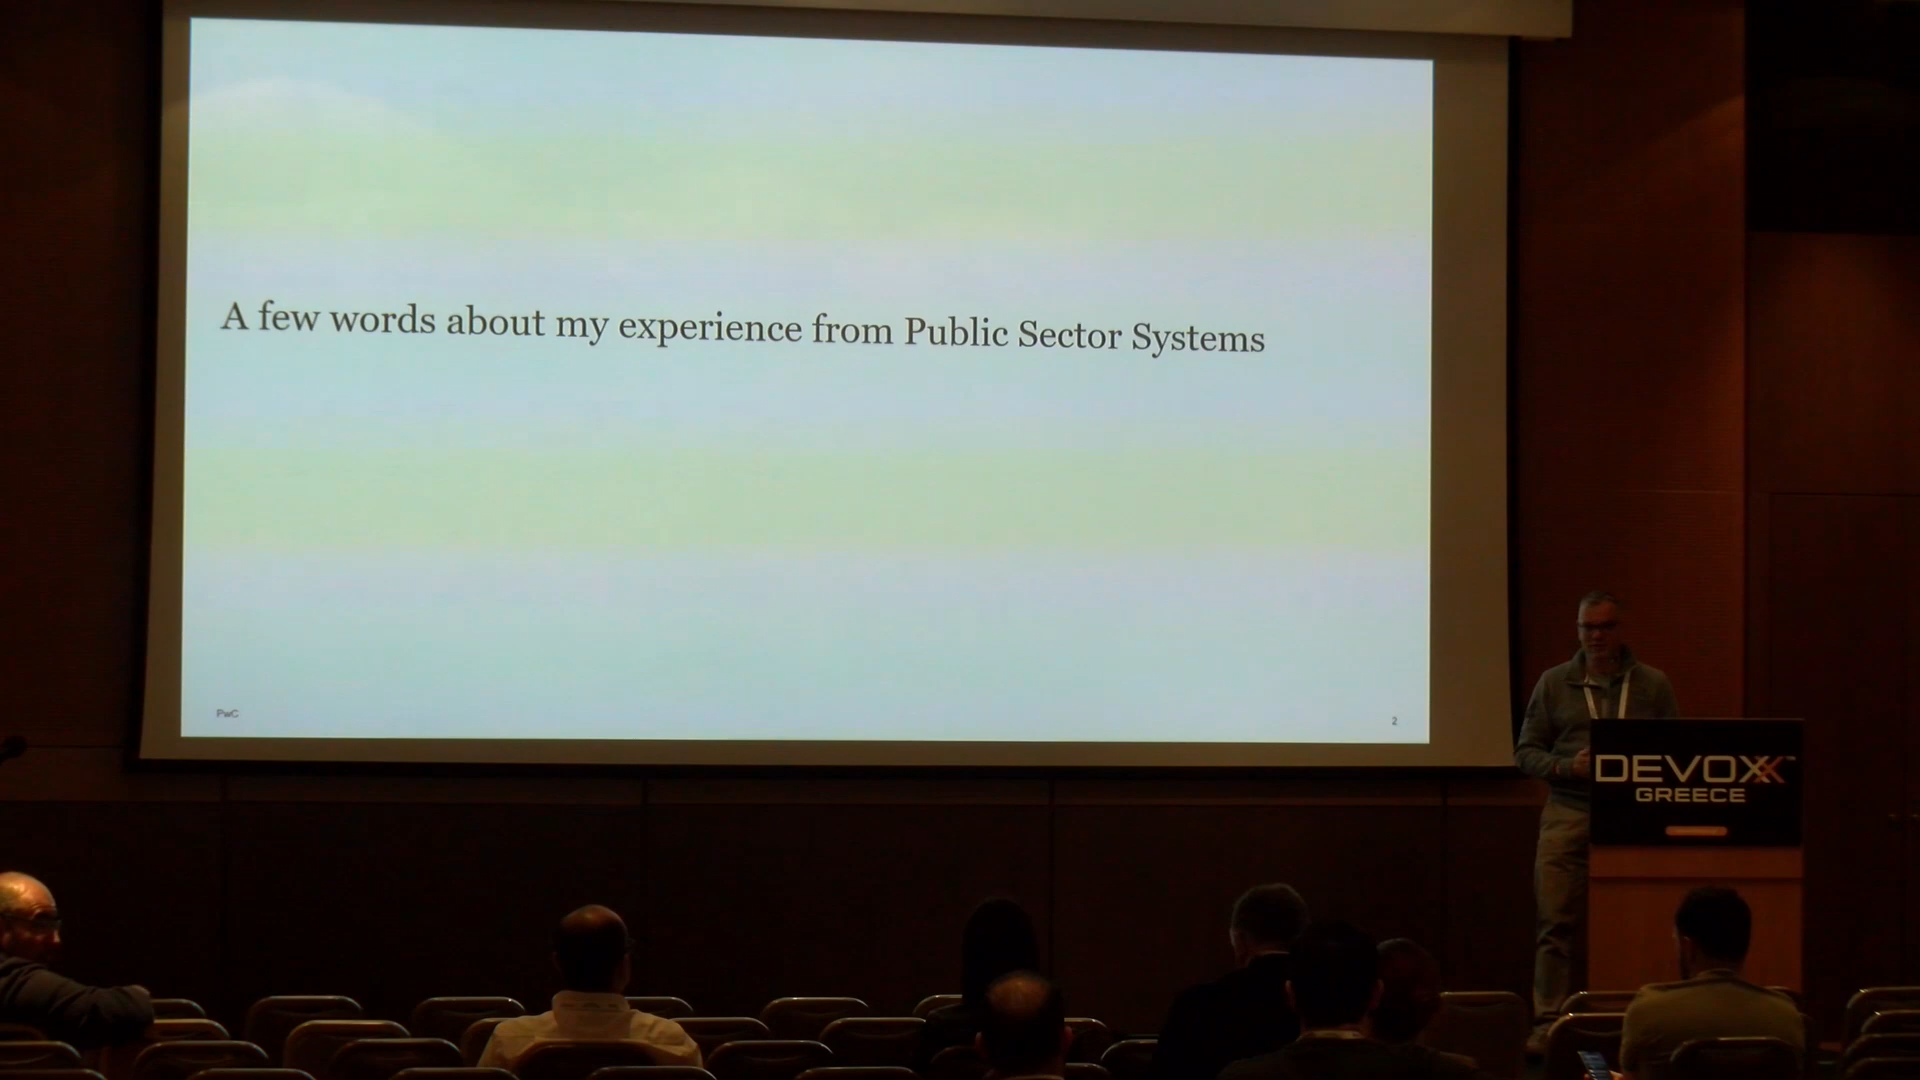 A few words about my experience from Public Sector Systems
PwC
2
DEVOXX
GREECE